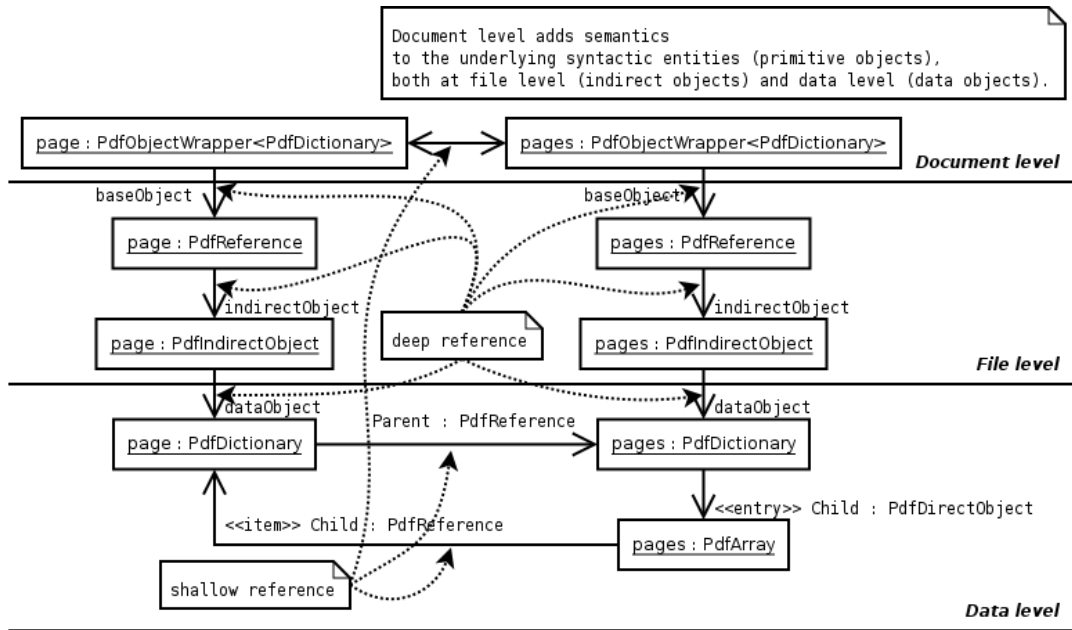 Document level adds semantics
to the underlying syntactic entities (primitive objects),
both at file level (indirect objects) and data level (data objects).
page : PdfObjectWrapper<PdfDictionary>
pages : PdfObjectWrapper<PdfDictionary>
Document level
baseObject
baseObject
page : PdfReference
pages : PdfReference
indirectObject
indirectObject
page : PdfIndirectObject
deep reference
pages : PdfIndirectObject
File level
dataObject
dataObject
Parent : PdfReference
page : PdfDictionary
pages : PdfDictionary
<<entry>> Child : PdfDirectObject
<<item>> Child : PdfReference
pages : PdfArray
shallow reference
Data level